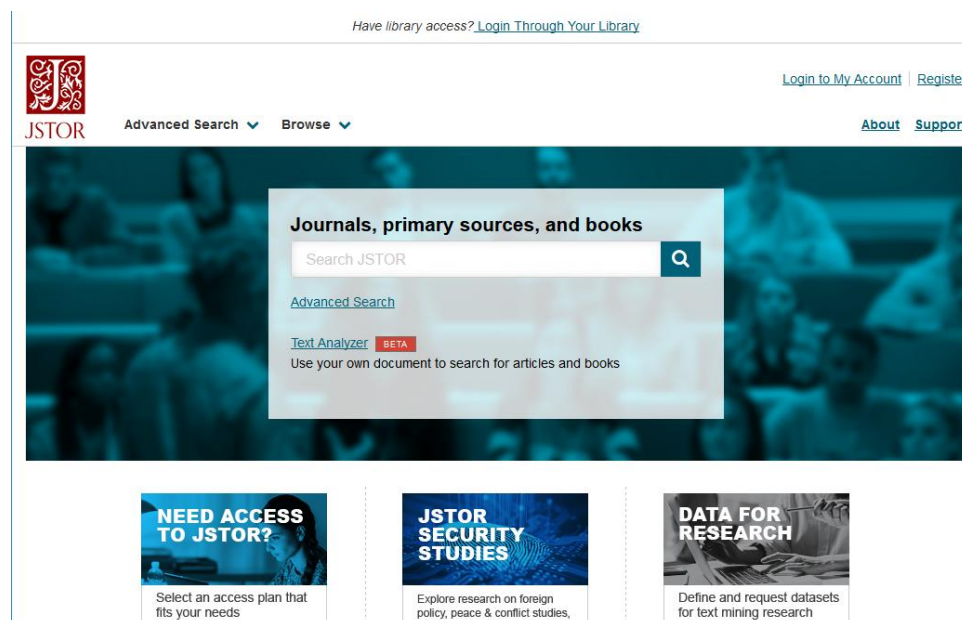 Have library access? Login Through Your Library
Login to My Account
Registe
JSTOR
Advanced Search
Browse
About
Suppor
Journals, primary sources, and books
Search JSTOR
Advanced Search
Text Analyzer BETA
Use your own document to search for articles and books
NEED ACCESS
TO JSTOR?
Select an access plan that
fits your needs
JSTOR
SECURITY
STUDIES
Explore research on foreign
policy, peace & conflict studies,
DATA FOR
RESEARCH
Define and request datasets
for text mining research